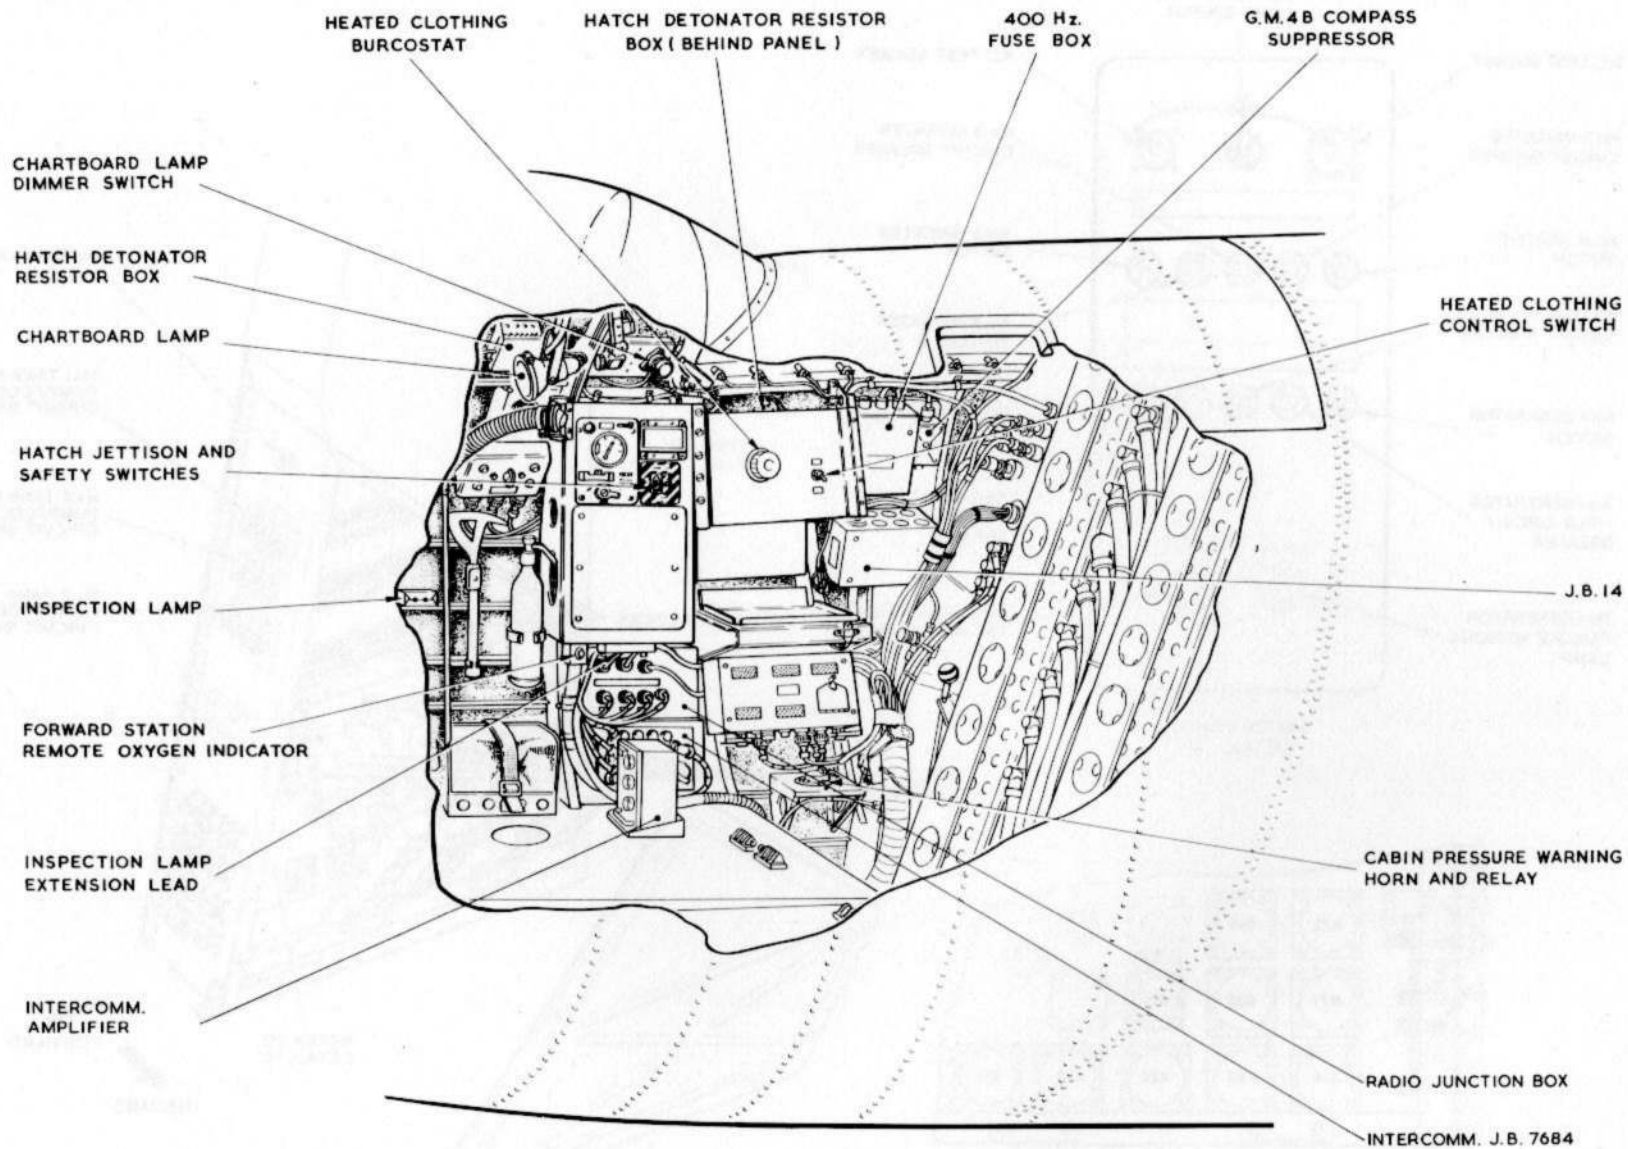 HEATED CLOTHING
BURCOSTAT
HATCH DETONATOR RESISTOR
BOX ( BEHIND PANEL )
400 Hz.
FUSE BOX
G.M.4B COMPASS
SUPPRESSOR
CHARTBOARD LAMP
DIMMER SWITCH
HATCH DETONATOR
RESISTOR BOX
CHARTBOARD LAMP
HATCH JETTISON AND
SAFETY SWITCHES
INSPECTION LAMP
FORWARD STATION
REMOTE OXYGEN INDICATOR
INSPECTION LAMP
EXTENSION LEAD
INTERCOMM.
AMPLIFIER
HEATED CLOTHING
CONTROL SWITCH
J.B. 14
CABIN PRESSURE WARNING
HORN AND RELAY
RADIO JUNCTION BOX
INTERCOMM. J.B. 7684